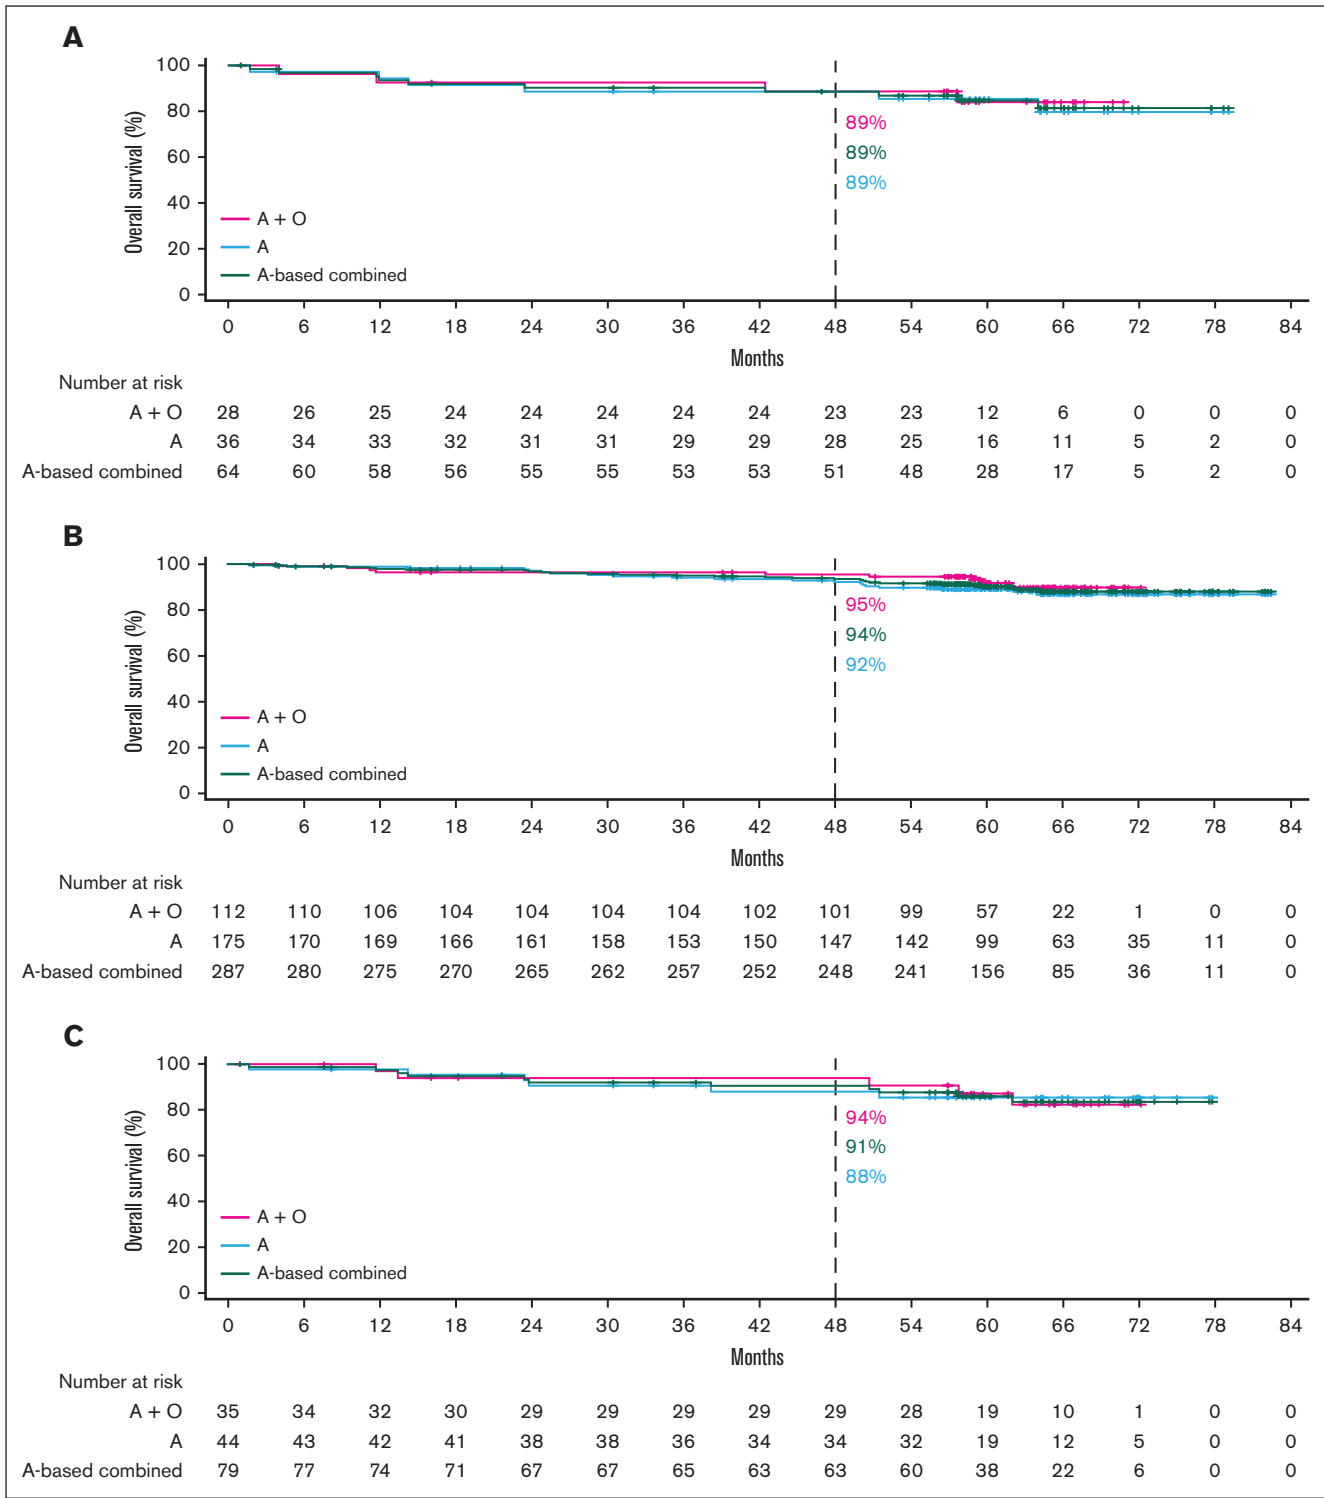 A
Overall survival (%)
100
80
60
40
20
0
89%
89%
89%
A + O
A
A-based combined
0 6 12 18 24 30 36 42 48 54 60 66 72 78 84
Months
Number at risk
A + O 28 26 25 24 24 24 24 24 23 23 12 6 0 0 0
A 36 34 33 32 31 31 29 29 28 25 16 11 5 2 0
A-based combined 64 60 58 56 55 55 53 53 51 48 28 17 5 2 0
B
Overall survival (%)
100
80
60
40
20
0
95%
94%
92%
A + O
A
A-based combined
0 6 12 18 24 30 36 42 48 54 60 66 72 78 84
Months
Number at risk
A + O 112 110 106 104 104 104 104 102 101 99 57 22 1 0 0
A 175 170 169 166 161 158 153 150 147 142 99 63 35 11 0
A-based combined 287 280 275 270 265 262 257 252 248 241 156 85 36 11 0
C
Overall survival (%)
100
80
60
40
20
0
94%
91%
88%
A + O
A
A-based combined
0 6 12 18 24 30 36 42 48 54 60 66 72 78 84
Months
Number at risk
A + O 35 34 32 30 29 29 29 29 29 28 19 10 1 0 0
A 44 43 42 41 38 38 36 34 34 32 19 12 5 0 0
A-based combined 79 77 74 71 67 67 65 63 63 60 38 22 6 0 0